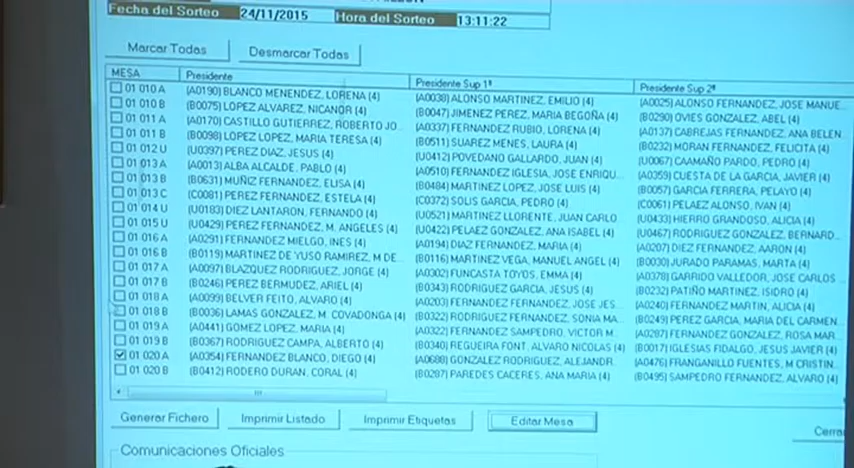 Fecha del Sorteo 24/11/2015 Hora del Sorteo 13:11:22
Marcar Todas Desmarcar Todas
MESA Presidente Presidente Sup 1º Presidente Sup 2º
01 010 A (A0190) BLANCO MENENDEZ, LORENA (4) (A0038) ALONSO MARTINEZ, EMILIO (4) (A0025) ALONSO FERNANDEZ, JOSE MANUE...
01 010 B (B0075) LOPEZ ALVAREZ, NICANOR (4) (B0047) JIMENEZ PEREZ, MARIA BEGOÑA (4) (B0290) OVIES GONZALEZ, ABEL (4)
01 011 A (A0170) CASTILLO GUTIERREZ, ROBERTO JO... (A0337) FERNANDEZ RUBIO, LORENA (4) (A0137) CABREJAS FERNANDEZ, ANA BELEN
01 011 B (B0098) LOPEZ LOPEZ, MARIA TERESA (4) (B0511) SUAREZ MENES, LAURA (4) (B0232) MORAN FERNANDEZ, FELICITA (4)
01 012 U (U0397) PEREZ DIAZ, JESUS (4) (U0412) POVEDANO GALLARDO, JUAN (4) (U0067) CAAMAÑO PARDO, PEDRO (4)
01 013 A (A0013) ALBA ALCALDE, PABLO (4) (A0510) FERNANDEZ IGLESIA, JOSE ENRIQU... (A0359) CUESTA DE LA GARCIA, JAVIER (4)
01 013 B (B0631) MUÑIZ FERNANDEZ, ELISA (4) (B0484) MARTINEZ LOPEZ, JOSE LUIS (4) (B0057) GARCIA FERRERA, PELAYO (4)
01 013 C (C0081) PEREZ FERNANDEZ, ESTELA (4) (C0372) SOLIS GARCIA, PEDRO (4) (C0061) PELAEZ ALONSO, IVAN (4)
01 014 U (U0183) DIEZ LANTARON, FERNANDO (4) (U0521) MARTINEZ LLORENTE, JUAN CARLO (U0433) HIERRO GRANDOSO, ALICIA (4)
01 015 U (U0429) PEREZ FERNANDEZ, M. ANGELES (4) (U0422) PELAEZ GONZALEZ, ANA ISABEL (4) (U0467) RODRIGUEZ GONZALEZ, BERNARD...
01 016 A (A0291) FERNANDEZ MIELGO, INES (4) (A0194) DIAZ FERNANDEZ, MARIA (4) (A0207) DIEZ FERNANDEZ, AARON (4)
01 016 B (B0119) MARTINEZ DE YUSO RAMIREZ, M DE... (B0116) MARTINEZ VEGA, MANUEL ANGEL (4) (B0030) JURADO PARAMAS, MARTA (4)
01 017 A (A0097) BLAZQUEZ RODRIGUEZ, JORGE (4) (A0302) FUNCASTA TOYOS, EMMA (4) (A0378) GARRIDO VALLEDOR, JOSE CARLOS
01 017 B (B0246) PEREZ BERMUDEZ, ARIEL (4) (B0343) RODRIGUEZ GARCIA, JESUS (4) (B0232) PATIÑO MARTINEZ, ISIDRO (4)
01 018 A (A0099) BELVER FEITO, ALVARO (4) (A0203) FERNANDEZ FERNANDEZ, JOSE JES... (A0240) FERNANDEZ MARTIN, ALICIA (4)
01 018 B (B0036) LAMAS GONZALEZ, M. COVADONGA (4) (B0322) RODRIGUEZ FERNANDEZ, SONIA MA... (B0249) PEREZ GARCIA, MARIA DEL CARMEN
01 019 A (A0441) GOMEZ LOPEZ, MARIA (4) (A0322) FERNANDEZ SAMPEDRO, VICTOR M... (A0287) FERNANDEZ GONZALEZ, ROSA MAR...
01 019 B (B0367) RODRIGUEZ CAMPA, ALBERTO (4) (B0340) REGUEIRA FONT, ALVARO NICOLAS (4) (B0017) IGLESIAS FIDALGO, JESUS JAVIER (4)
01 020 A (A0354) FERNANDEZ BLANCO, DIEGO (4) (A0688) GONZALEZ RODRIGUEZ, ALEJANDR (A0476) FRANGANILLO FUENTES, M CRISTIN...
01 020 B (B0412) RODERO DURAN, CORAL (4) (B0287) PAREDES CACERES, ANA MARIA (4) (B0495) SAMPEDRO FERNANDEZ, ALVARO (4)
Generar Fichero Imprimir Listado Imprimir Etiquetas Editar Mesa Cerra
Comunicaciones Oficiales